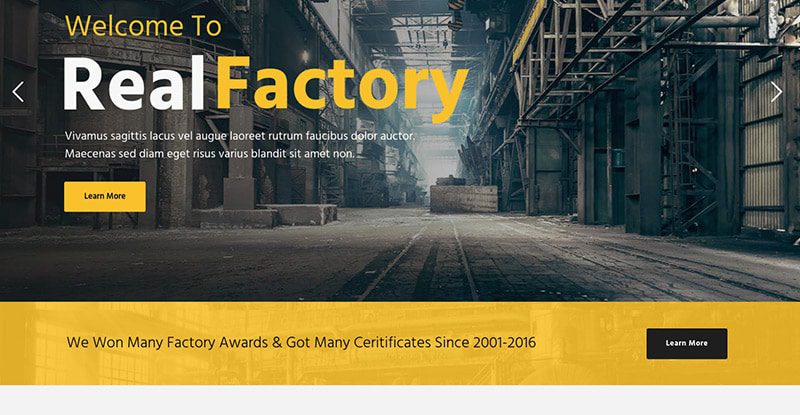 Welcome To
RealFactory
Vivamus sagittis lacus vel augue laoreet rutrum faucibus dolor auctor.
Maecenas sed diam eget risus varius blandit sit amet non.
Learn More
We Won Many Factory Awards & Got Many Ceritificates Since 2001-2016
Learn More